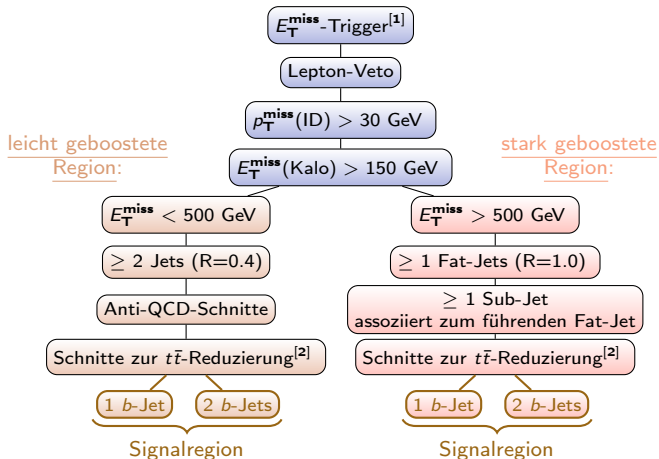 E_T^miss-Trigger[1]
Lepton-Veto
p_T^miss(ID) > 30 GeV
E_T^miss(Kalo) > 150 GeV
leicht geboostete
Region:
stark geboostete
Region:
E_T^miss < 500 GeV
≥ 2 Jets (R=0.4)
Anti-QCD-Schnitte
Schnitte zur tt̄-Reduzierung[2]
1 b-Jet
2 b-Jets
Signalregion
E_T^miss > 500 GeV
≥ 1 Fat-Jets (R=1.0)
≥ 1 Sub-Jet
assoziiert zum führenden Fat-Jet
Schnitte zur tt̄-Reduzierung[2]
1 b-Jet
2 b-Jets
Signalregion